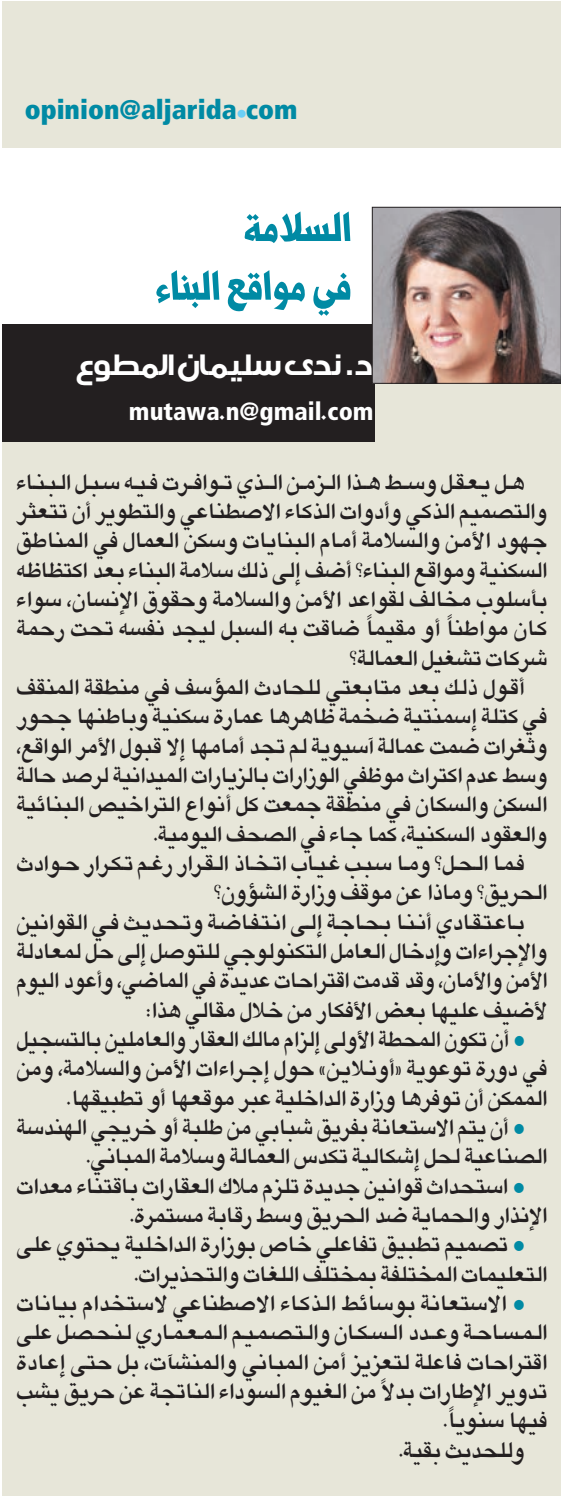 opinion@aljarida.com
السلامة
في مواقع البناء
د. ندى سليمان المطوع
mutawa.n@gmail.com
هل يعقل وسط هذا الزمن الذي توافرت فيه سبل البناء
والتصميم الذكي وأدوات الذكاء الاصطناعي والتطوير أن تتعثر
جهود الأمن والسلامة أمام البنايات وسكن العمال في المناطق
السكنية ومواقع البناء؟ أضف إلى ذلك سلامة البناء بعد اكتظاظه
بأسلوب مخالف لقواعد الأمن والسلامة وحقوق الإنسان، سواء
كان مواطناً أو مقيماً ضاقت به السبل ليجد نفسه تحت رحمة
شركات تشغيل العمالة؟
أقول ذلك بعد متابعتي للحادث المؤسف في منطقة المنقف
في كتلة إسمنتية ضخمة ظاهرها عمارة سكنية وباطنها جحور
وثغرات ضمت عمالة آسيوية لم تجد أمامها إلا قبول الأمر الواقع،
وسط عدم اكتراث موظفي الوزارات بالزيارات الميدانية لرصد حالة
السكن والسكان في منطقة جمعت كل أنواع التراخيص البنائية
والعقود السكنية، كما جاء في الصحف اليومية.
فما الحل؟ وما سبب غياب اتخاذ القرار رغم تكرار حوادث
الحريق؟ وماذا عن موقف وزارة الشؤون؟
باعتقادي أننا بحاجة إلى انتفاضة وتحديث في القوانين
والإجراءات وإدخال العامل التكنولوجي للتوصل إلى حل لمعادلة
الأمن والأمان، وقد قدمت اقتراحات عديدة في الماضي، وأعود اليوم
لأضيف عليها بعض الأفكار من خلال مقالي هذا:
• أن تكون المحطة الأولى إلزام مالك العقار والعاملين بالتسجيل
في دورة توعوية «أونلاين» حول إجراءات الأمن والسلامة، ومن
الممكن أن توفرها وزارة الداخلية عبر موقعها أو تطبيقها.
• أن يتم الاستعانة بفريق شبابي من طلبة أو خريجي الهندسة
الصناعية لحل إشكالية تكدس العمالة وسلامة المباني.
• استحداث قوانين جديدة تلزم ملاك العقارات باقتناء معدات
الإنذار والحماية ضد الحريق وسط رقابة مستمرة.
• تصميم تطبيق تفاعلي خاص بوزارة الداخلية يحتوي على
التعليمات المختلفة بمختلف اللغات والتحذيرات.
• الاستعانة بوسائط الذكاء الاصطناعي لاستخدام بيانات
المساحة وعدد السكان والتصميم المعماري لنحصل على
اقتراحات فاعلة لتعزيز أمن المباني والمنشآت، بل حتى إعادة
تدوير الإطارات بدلاً من الغيوم السوداء الناتجة عن حريق يشب
فيها سنوياً.
وللحديث بقية.